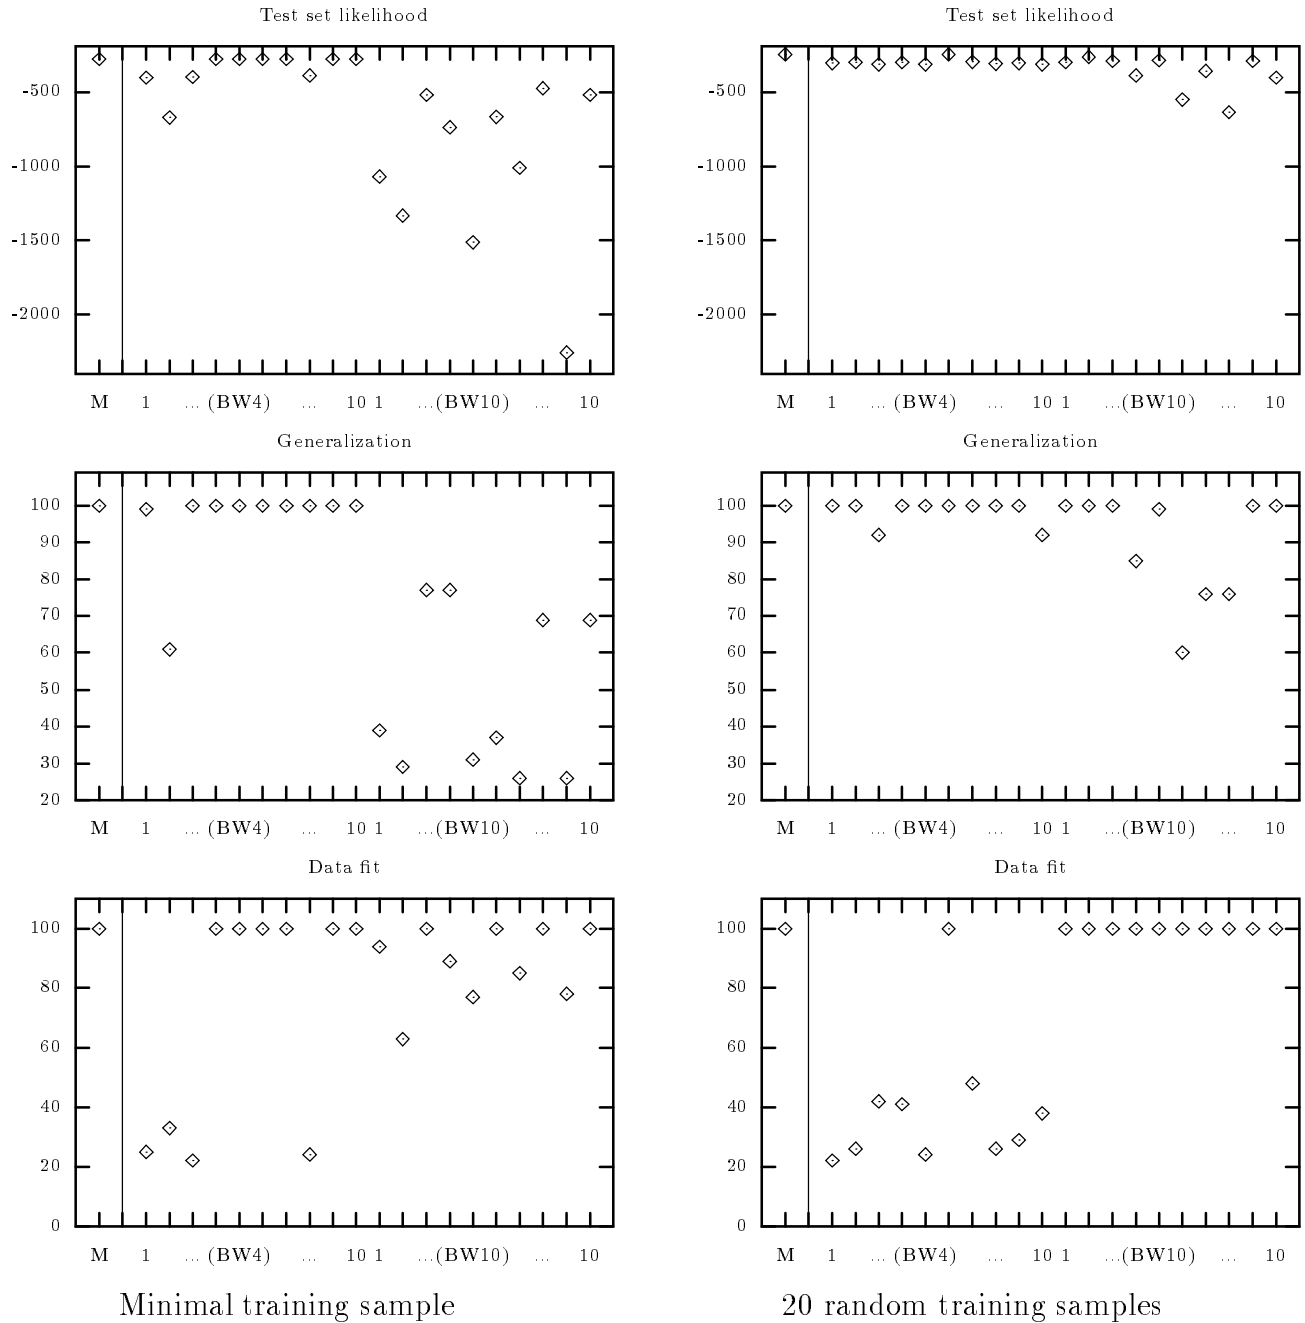 Test set likelihood
-500
-1000
-1500
-2000
M 1 ... (BW4) ... 10 1 ...(BW10) ... 10
Test set likelihood
-500
-1000
-1500
-2000
M 1 ... (BW4) ... 10 1 ...(BW10) ... 10
Generalization
100
90
80
70
60
50
40
30
20
M 1 ... (BW4) ... 10 1 ...(BW10) ... 10
Generalization
100
90
80
70
60
50
40
30
20
M 1 ... (BW4) ... 10 1 ...(BW10) ... 10
Data fit
100
80
60
40
20
0
M 1 ... (BW4) ... 10 1 ...(BW10) ... 10
Data fit
100
80
60
40
20
0
M 1 ... (BW4) ... 10 1 ...(BW10) ... 10
Minimal training sample
20 random training samples